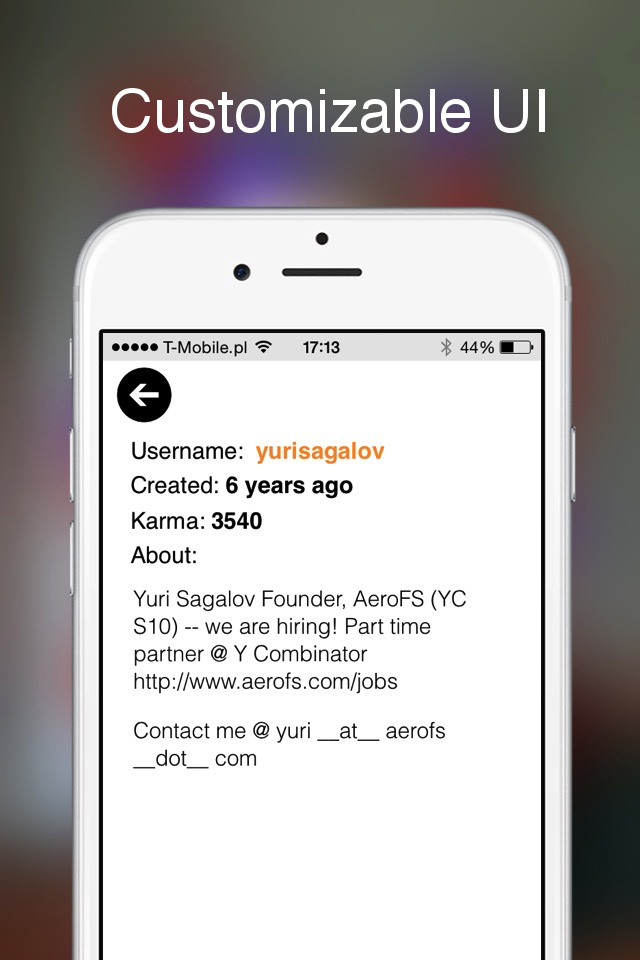 Customizable UI
T-Mobile.pl 17:13 44%
Username: yurisagalov
Created: 6 years ago
Karma: 3540
About:
Yuri Sagalov Founder, AeroFS (YC
S10) -- we are hiring! Part time
partner @ Y Combinator
http://www.aerofs.com/jobs
Contact me @ yuri __at__ aerofs
__dot__ com